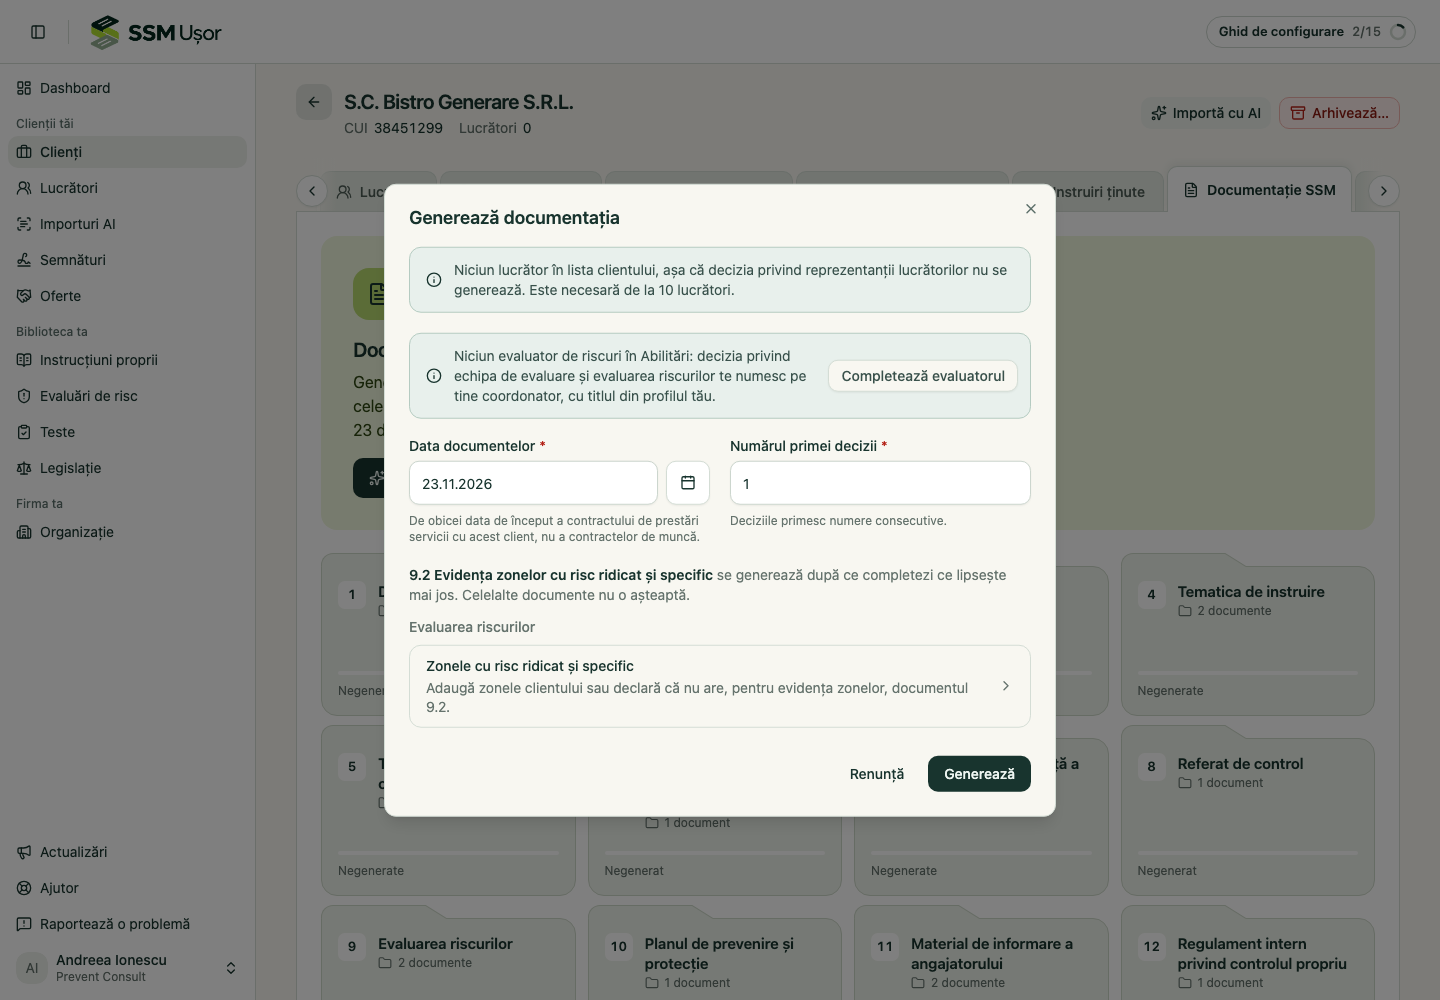 SSM Ușor
Ghid de configurare 2/15
Dashboard
Clienții tăi
Clienți
Lucrători
Importuri AI
Semnături
Oferte
Biblioteca ta
Instrucțiuni proprii
Evaluări de risc
Teste
Legislație
Firma ta
Organizație
Actualizări
Ajutor
Raportează o problemă
AI
Andreea Ionescu
Prevent Consult
S.C. Bistro Generare S.R.L.
CUI 38451299 Lucrători 0
Importă cu AI
Arhivează...
Instruiri ținute
Documentație SSM
Generează documentația
Niciun lucrător în lista clientului, așa că decizia privind reprezentanții lucrătorilor nu se
generează. Este necesară de la 10 lucrători.
Niciun evaluator de riscuri în Abilitări: decizia privind
echipa de evaluare și evaluarea riscurilor te numesc pe
tine coordonator, cu titlul din profilul tău.
Completează evaluatorul
Data documentelor *
Numărul primei decizii *
23.11.2026
1
De obicei data de început a contractului de prestări
servicii cu acest client, nu a contractelor de muncă.
Deciziile primesc numere consecutive.
9.2 Evidența zonelor cu risc ridicat și specific se generează după ce completezi ce lipsește
mai jos. Celelalte documente nu o așteaptă.
Evaluarea riscurilor
Zonele cu risc ridicat și specific
Adaugă zonele clientului sau declară că nu are, pentru evidența zonelor, documentul
9.2.
Renunță
Generează
23
1
4
Tematica de instruire
2 documente
Negenerate
5
1 document
8
Referat de control
1 document
Negenerate
Negenerat
Negenerate
Negenerat
9
Evaluarea riscurilor
2 documente
10
Planul de prevenire și
protecție
1 document
11
Material de informare a
angajatorului
2 documente
12
Regulament intern
privind controlul propriu
1 document